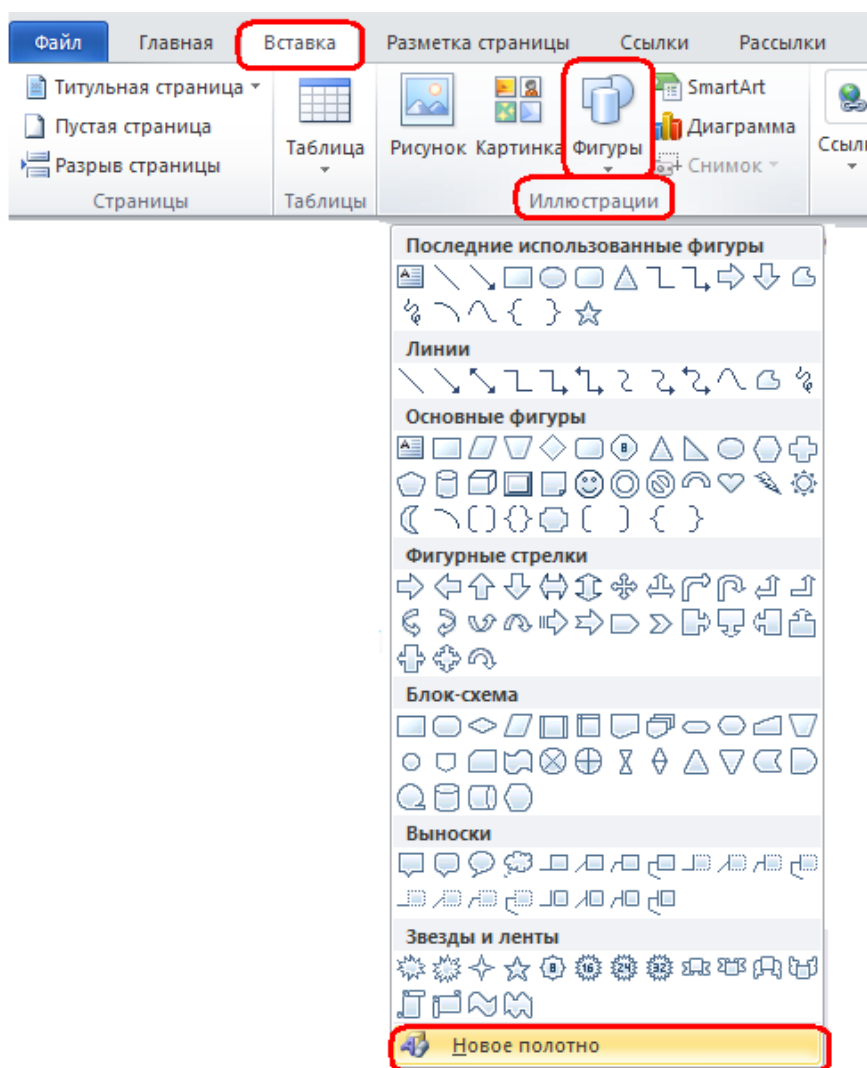 Файл Главная Вставка Разметка страницы Ссылки Рассылки
Титульная страница Таблица Рисунок Картинка Фигуры SmartArt
Пустая страница Диаграмма
Разрыв страницы Снимок
Страницы Таблицы Иллюстрации
Последние использованные фигуры
Линии
Основные фигуры
Фигурные стрелки
Блок-схема
Выноски
Звезды и ленты
Новое полотно